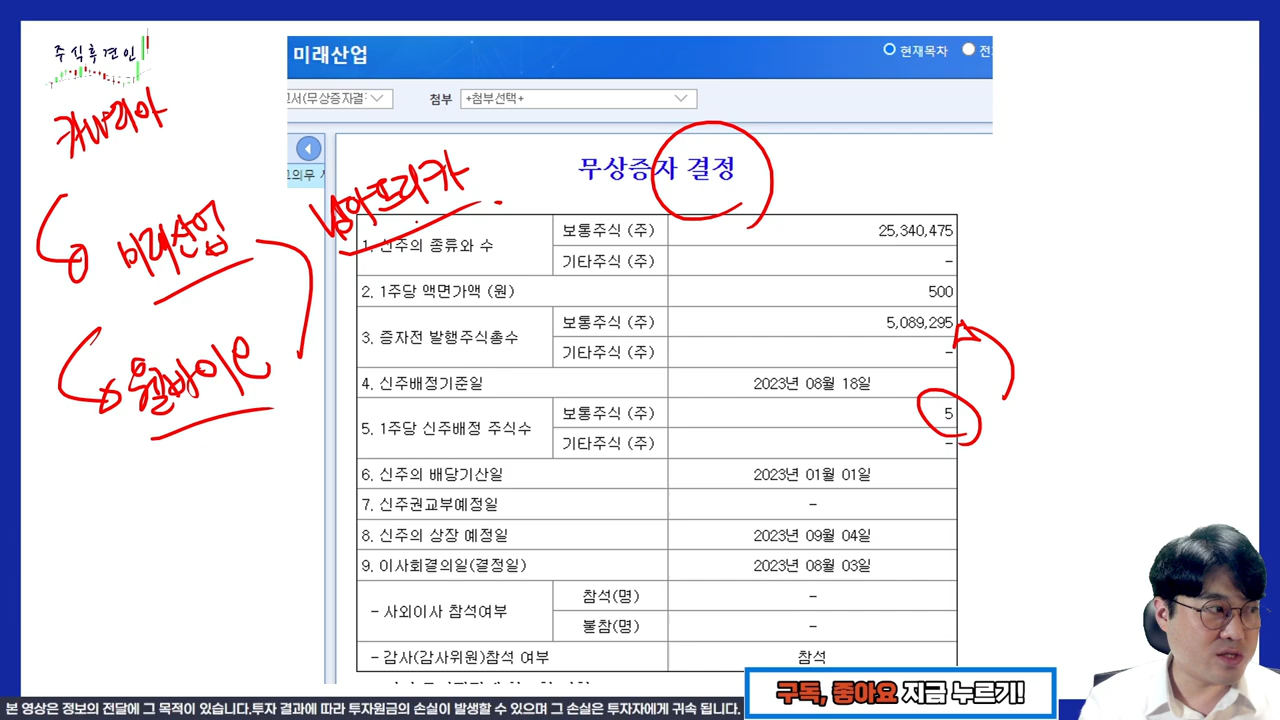 주식후견인
미래산업
현재목차
첨부
+첨부선택+
무상증자 결정
미래산업
1. 신주의 종류와 수
보통주식 (주)
25,340,475
기타주식 (주)
-
2. 1주당 액면가액 (원)
500
3. 증자전 발행주식총수
보통주식 (주)
5,089,295
기타주식 (주)
-
4. 신주배정기준일
2023년 08월 18일
5. 1주당 신주배정 주식수
보통주식 (주)
5
기타주식 (주)
-
6. 신주의 배당기산일
2023년 01월 01일
7. 신주권교부예정일
-
8. 신주의 상장 예정일
2023년 09월 04일
9. 이사회결의일(결정일)
2023년 08월 03일
- 사외이사 참석여부
참석(명)
-
불참(명)
-
- 감사(감사위원)참석 여부
참석
구독, 좋아요 지금 누르기!
본 영상은 정보의 전달에 그 목적이 있습니다.투자 결과에 따라 투자원금의 손실이 발생할 수 있으며 그 손실은 투자자에게 귀속 됩니다.